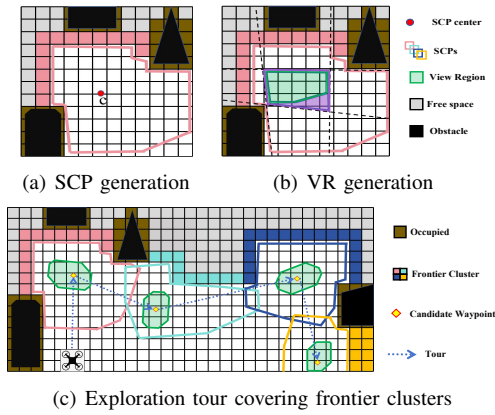 SCP center
SCPs
View Region
Free space
Obstacle
c
(a) SCP generation
(b) VR generation
Occupied
Frontier Cluster
Candidate Waypoint
Tour
(c) Exploration tour covering frontier clusters